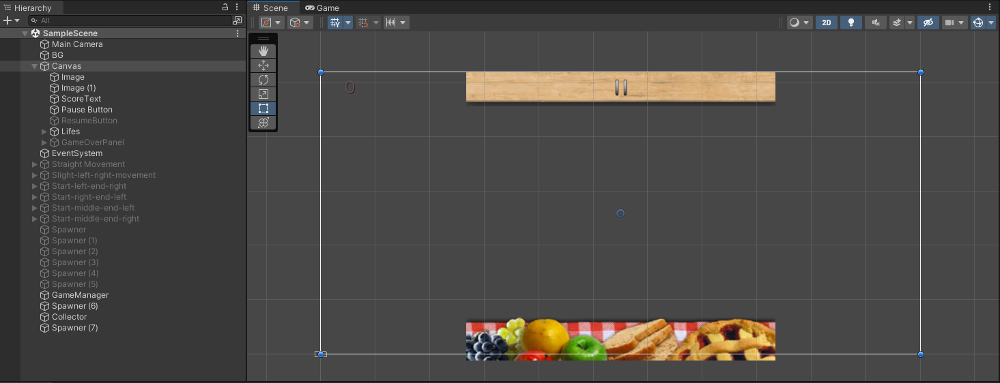 Hierarchy
Scene
Game
All
2D
SampleScene
Main Camera
BG
Canvas
Image
Image (1)
ScoreText
Pause Button
ResumeButton
Lifes
GameOverPanel
EventSystem
Straight Movement
Slight-left-right-movement
Start-left-end-right
Start-right-end-left
Start-middle-end-left
Start-middle-end-right
Spawner
Spawner (1)
Spawner (2)
Spawner (3)
Spawner (4)
Spawner (5)
GameManager
Spawner (6)
Collector
Spawner (7)
0